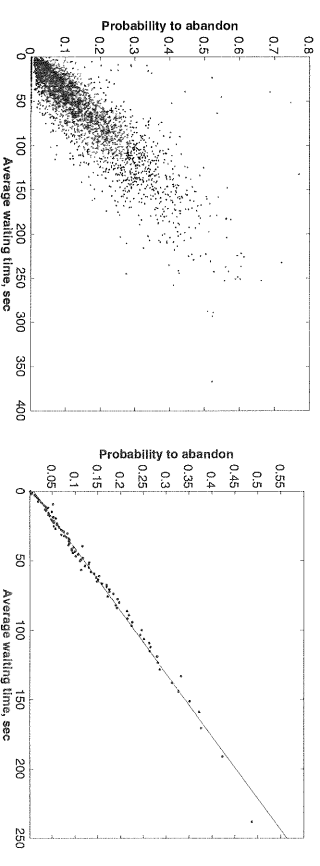 Probability to abandon
0 0.1 0.2 0.3 0.4 0.5 0.6 0.7 0.8
0 50 100 150 200 250 300 350 400
Average waiting time, sec
Probability to abandon
0.05 0.1 0.15 0.2 0.25 0.3 0.35 0.4 0.45 0.5 0.55
0 50 100 150 200 250
Average waiting time, sec